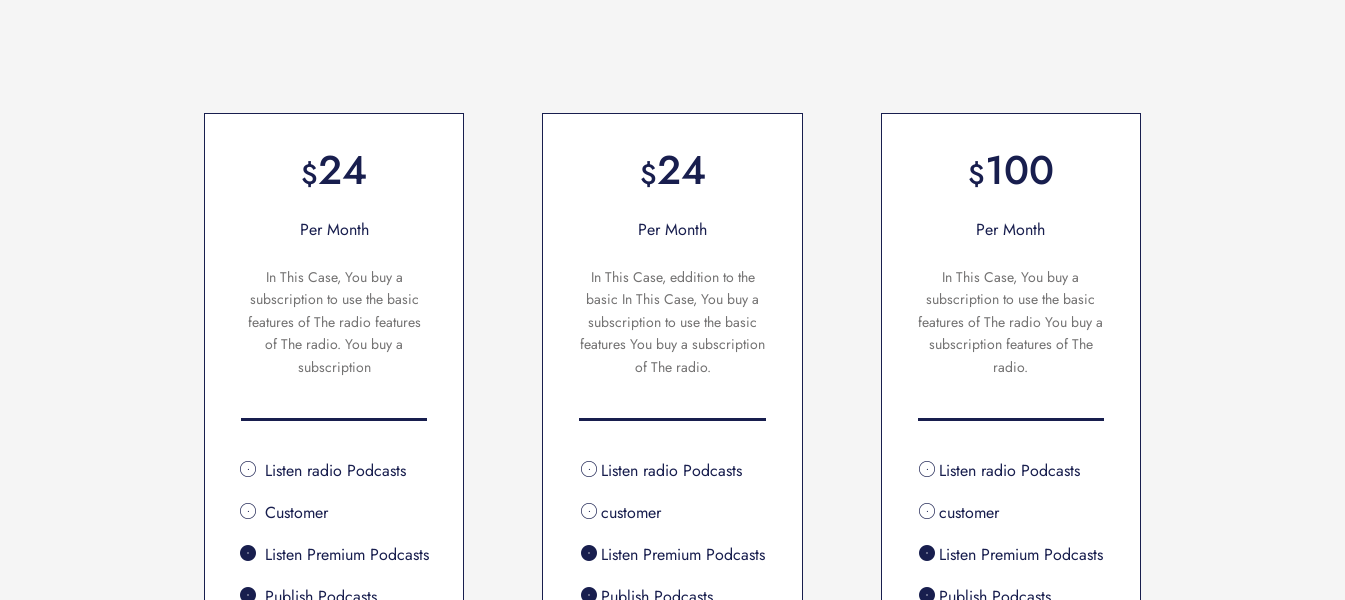 $24
Per Month
In This Case, You buy a
subscription to use the basic
features of The radio features
of The radio. You buy a
subscription
Listen radio Podcasts
Customer
Listen Premium Podcasts
Publish Podcasts
$24
Per Month
In This Case, eddition to the
basic In This Case, You buy a
subscription to use the basic
features You buy a subscription
of The radio.
Listen radio Podcasts
customer
Listen Premium Podcasts
Publish Podcasts
$100
Per Month
In This Case, You buy a
subscription to use the basic
features of The radio You buy a
subscription features of The
radio.
Listen radio Podcasts
customer
Listen Premium Podcasts
Publish Podcasts